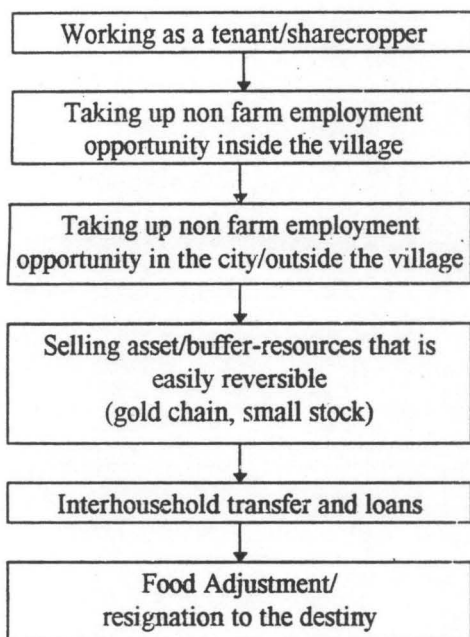 Working as a tenant/sharecropper
Taking up non farm employment
opportunity inside the village
Taking up non farm employment
opportunity in the city/outside the village
Selling asset/buffer-resources that is
easily reversible
(gold chain, small stock)
Interhousehold transfer and loans
Food Adjustment/
resignation to the destiny